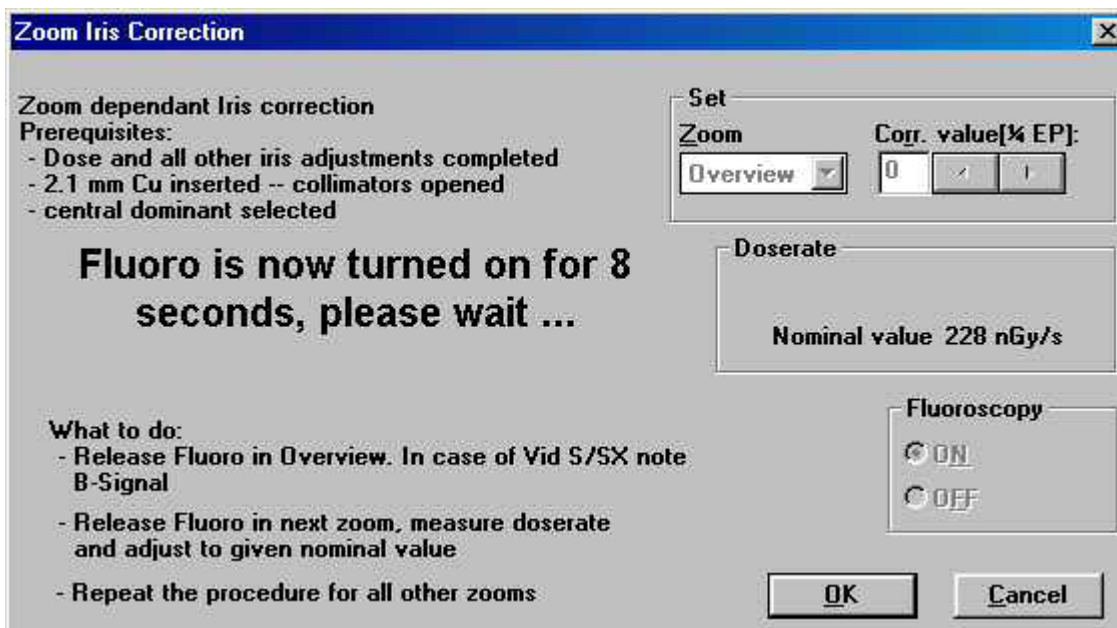 Zoom Iris Correction
Zoom dependant Iris correction
Prerequisites:
- Dose and all other iris adjustments completed
- 2.1 mm Cu inserted -- collimators opened
- central dominant selected
Fluoro is now turned on for 8
seconds, please wait ...
What to do:
- Release Fluoro in Overview. In case of Vid S/SX note
B-Signal
- Release Fluoro in next zoom, measure doserate
and adjust to given nominal value
- Repeat the procedure for all other zooms
Set
Zoom
Corr. value[¼ EP]:
Overview
0
Doserate
Nominal value 228 nGy/s
Fluoroscopy
ON
OFF
OK
Cancel